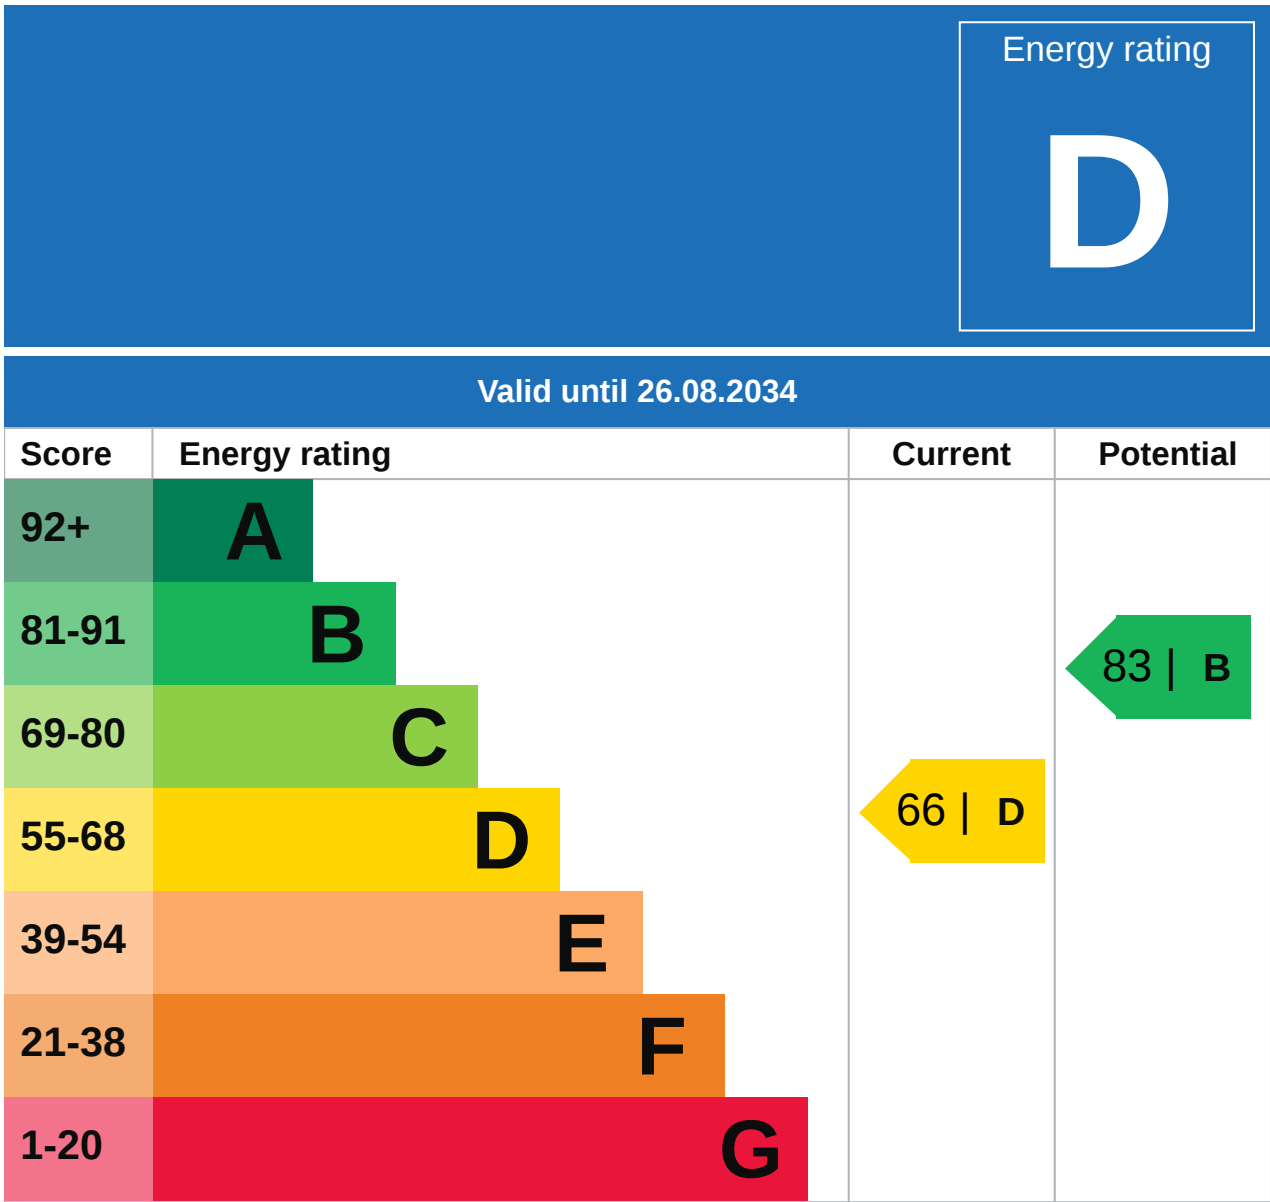 Energy rating
D
Valid until 26.08.2034
Score Energy rating Current Potential
92+ A
81-91 B
83 | B
69-80 C
55-68 D
66 | D
39-54 E
21-38 F
1-20 G